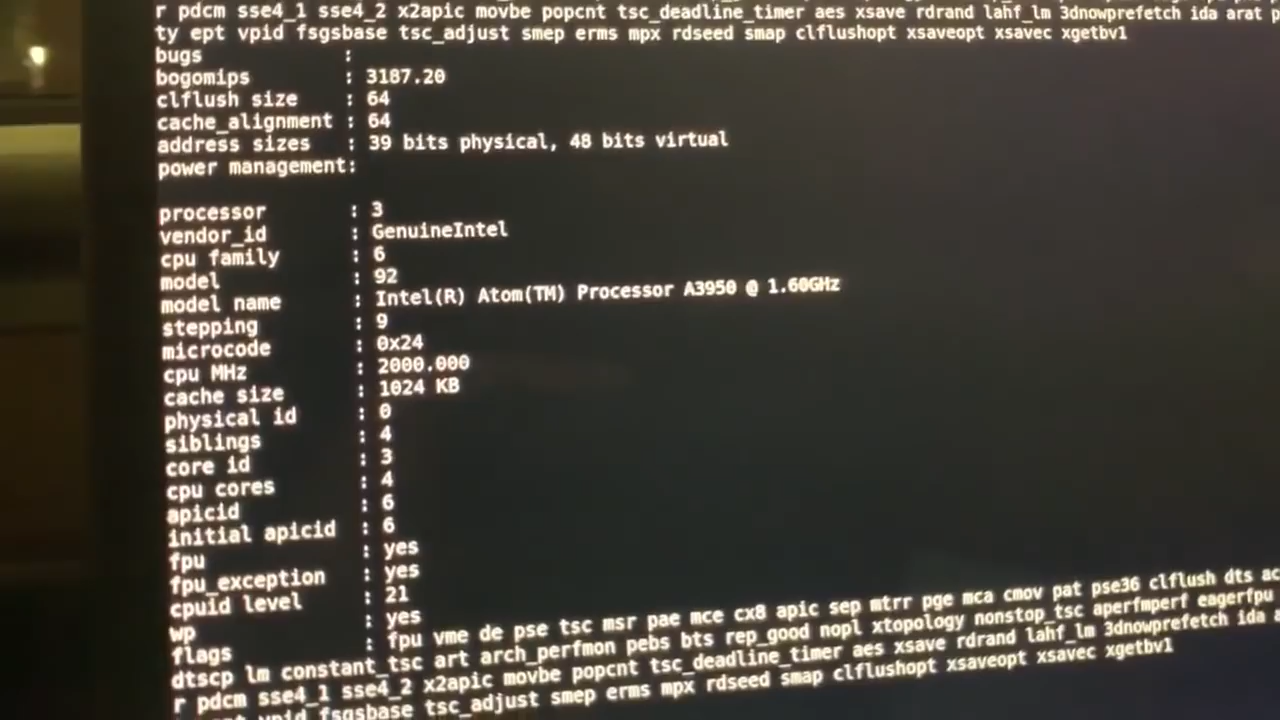 r pdcm sse4_1 sse4_2 x2apic movbe popcnt tsc_deadline_timer aes xsave rdrand lahf_lm 3dnowprefetch ida arat
ty ept vpid fsgsbase tsc_adjust smep erms mpx rdseed smap clflushopt xsaveopt xsavec xgetbv1
bugs :
bogomips : 3187.20
clflush size : 64
cache_alignment : 64
address sizes : 39 bits physical, 48 bits virtual
power management:
processor : 3
vendor_id : GenuineIntel
cpu family : 6
model : 92
model name : Intel(R) Atom(TM) Processor A3950 @ 1.60GHz
stepping : 9
microcode : 0x24
cpu MHz : 2000.000
cache size : 1024 KB
physical id : 0
siblings : 4
core id : 3
cpu cores : 4
apicid : 6
initial apicid : 6
fpu : yes
fpu_exception : yes
cpuid level : 21
wp : yes
flags : fpu vme de pse tsc msr pae mce cx8 apic sep mtrr pge mca cmov pat pse36 clflush dts
dtscp lm constant_tsc art arch_perfmon pebs bts rep_good nopl xtopology nonstop_tsc aperfmperf eagerfpu
r pdcm sse4_1 sse4_2 x2apic movbe popcnt tsc_deadline_timer aes xsave rdrand lahf_lm 3dnowprefetch ida
vpid fsgsbase tsc_adjust smep erms mpx rdseed smap clflushopt xsaveopt xsavec xgetbv1